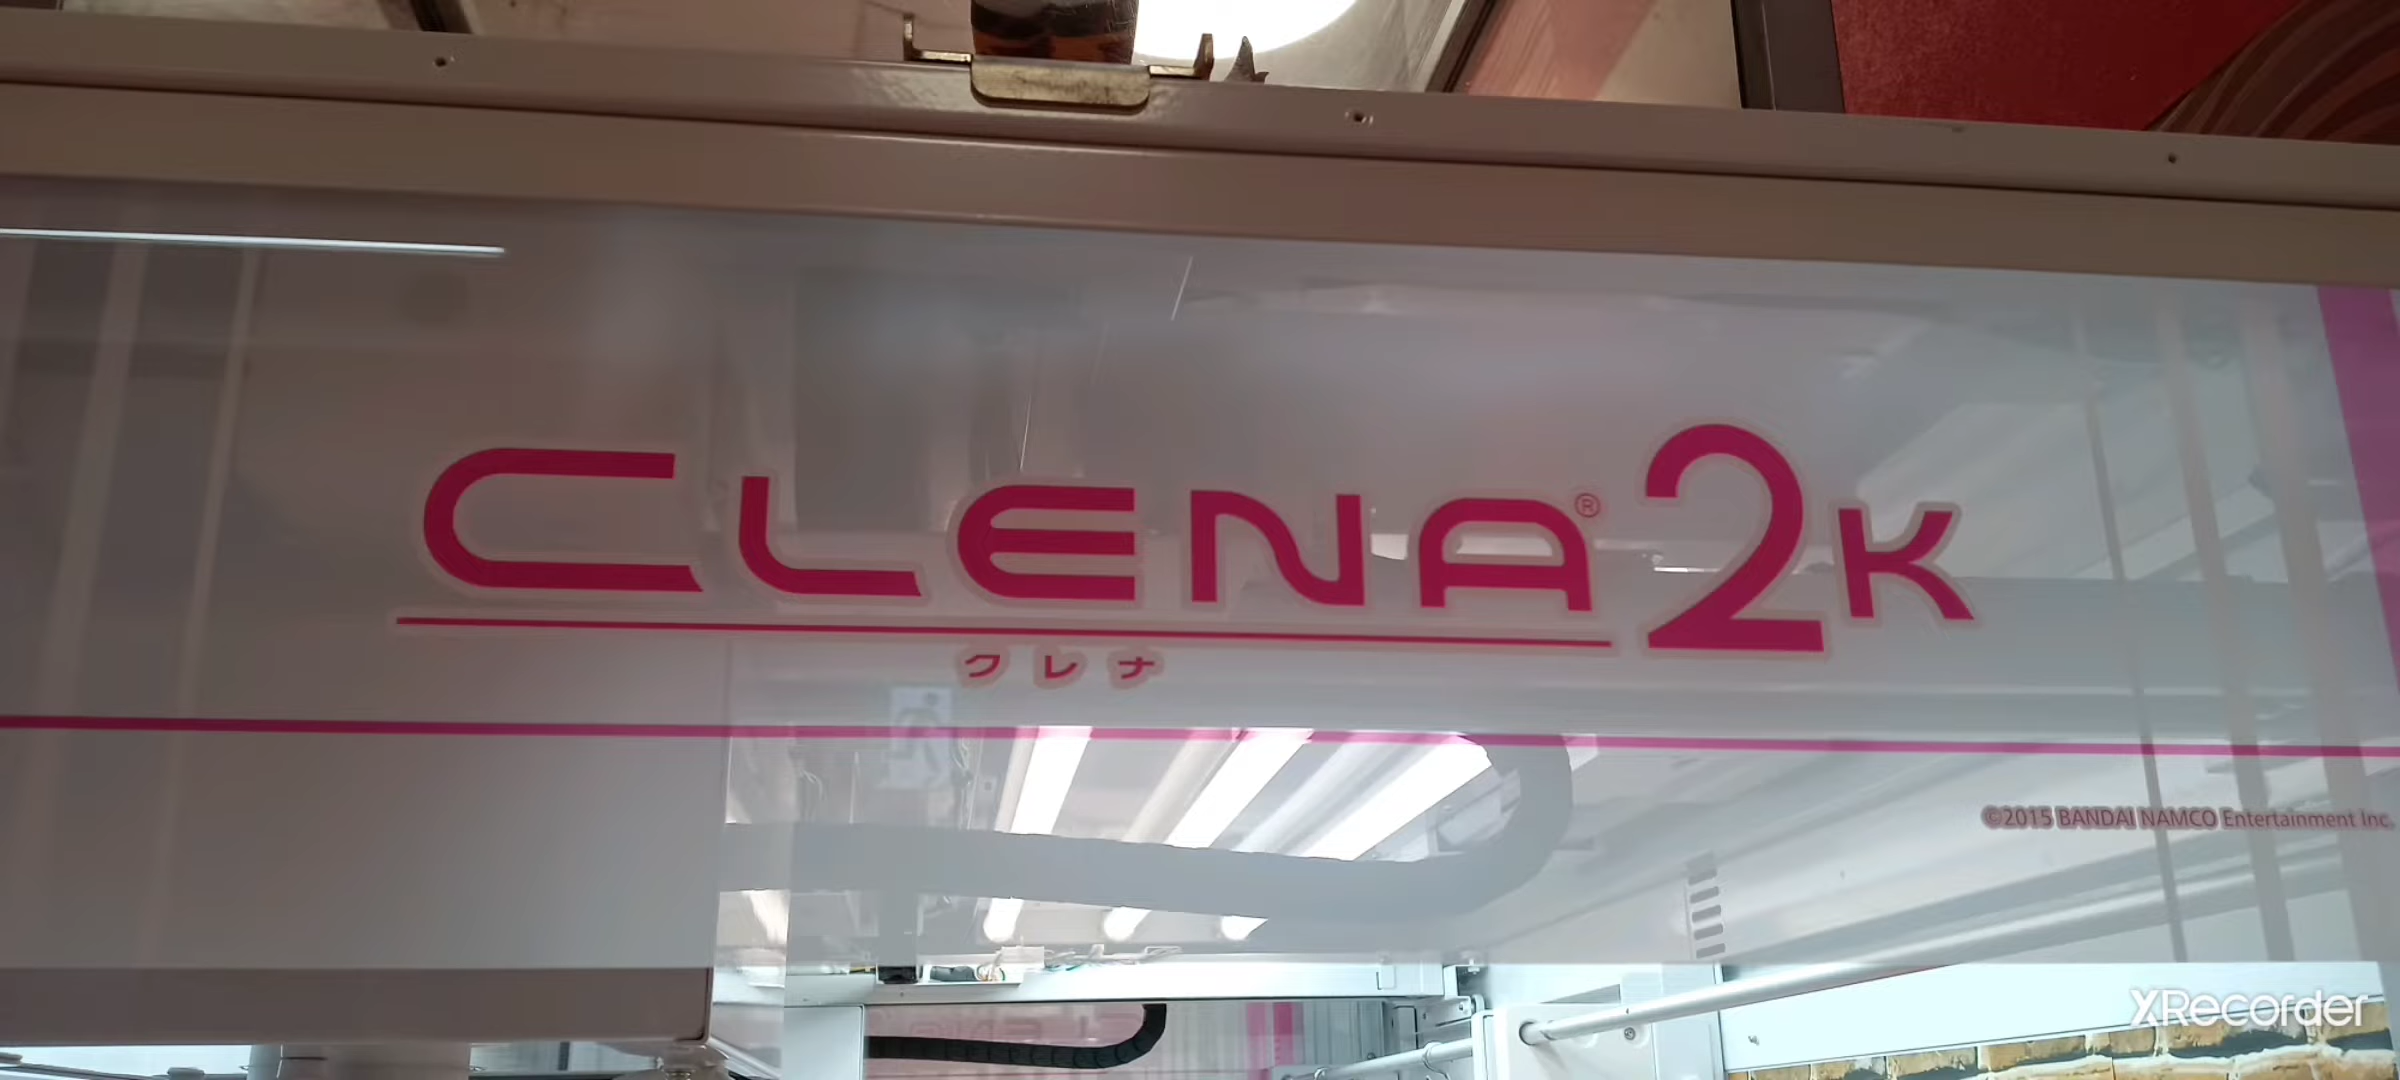 CLENA® 2K
クレナ
©2015 BANDAI NAMCO Entertainment Inc.
XRecorder